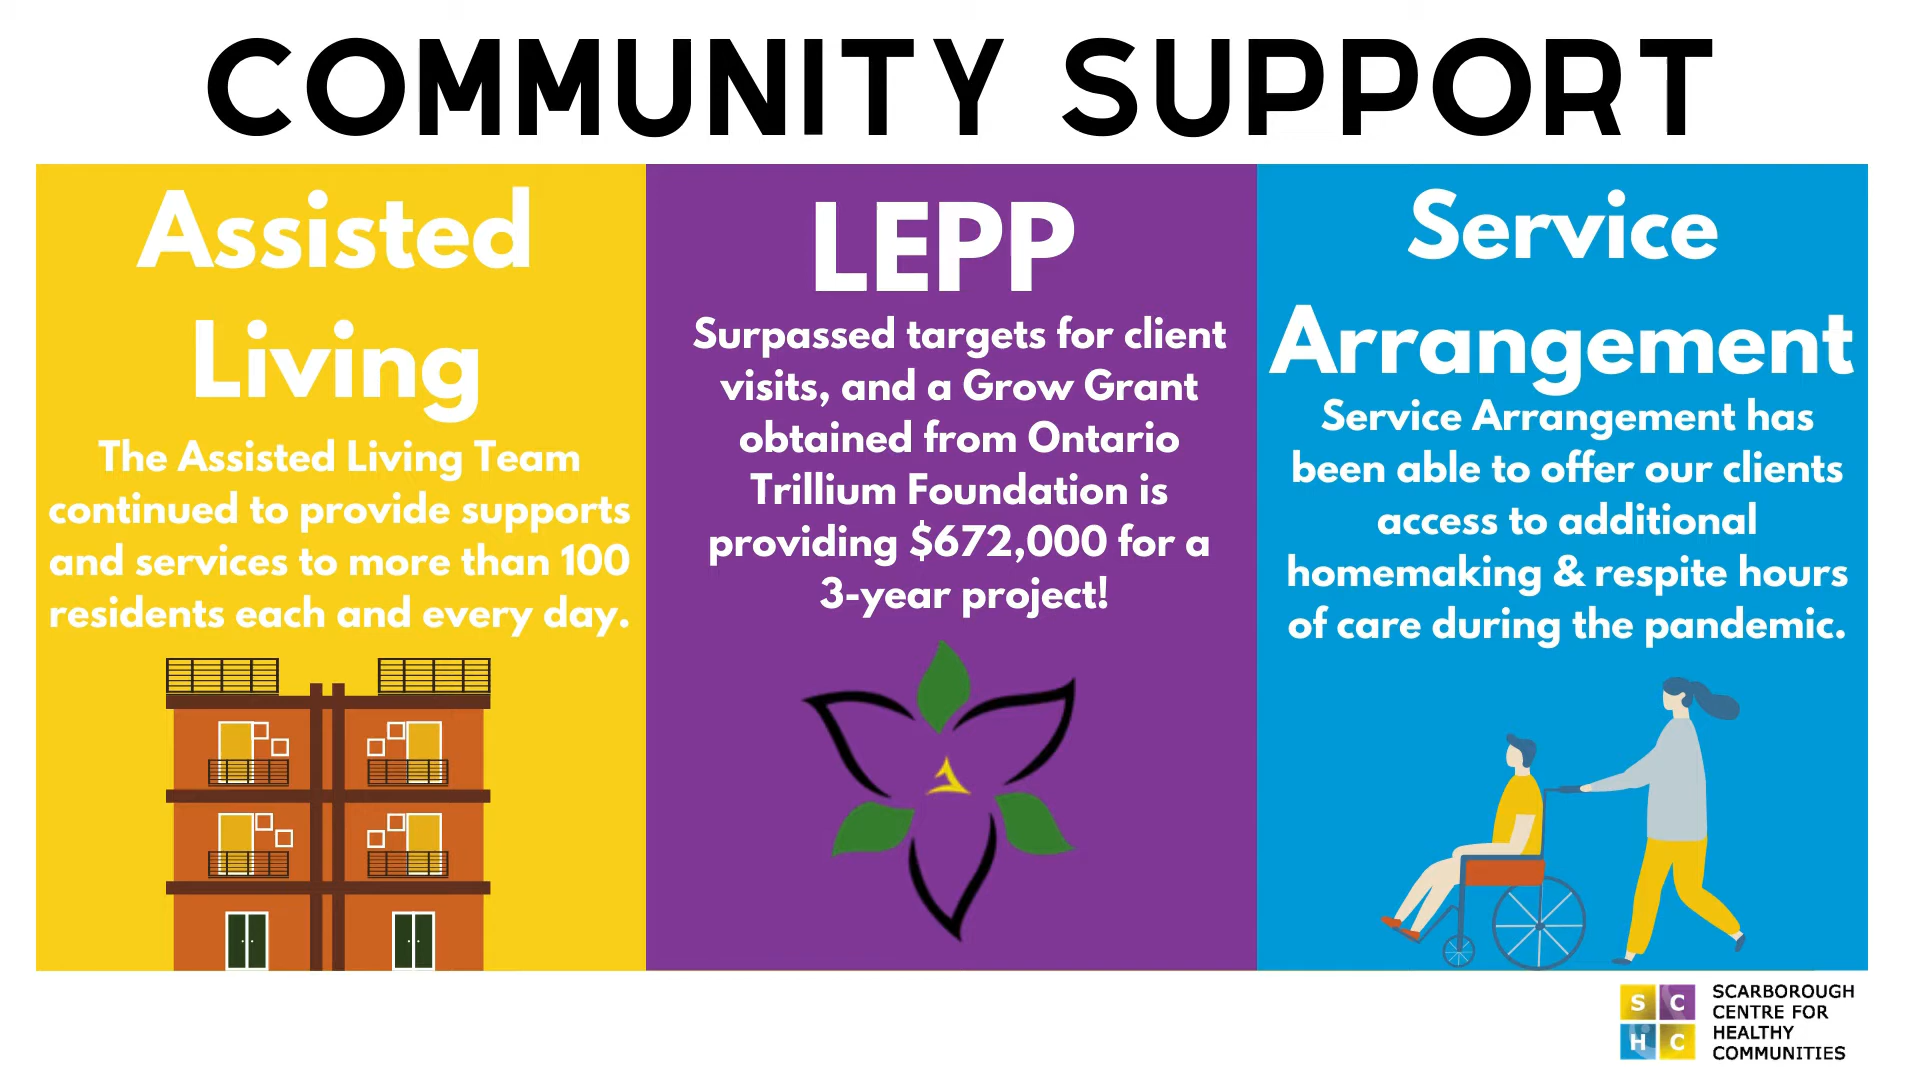 COMMUNITY SUPPORT
Assisted
Living
The Assisted Living Team
continued to provide supports
and services to more than 100
residents each and every day.
LEPP
Surpassed targets for client
visits, and a Grow Grant
obtained from Ontario
Trillium Foundation is
providing $672,000 for a
3-year project!
Service
Arrangement
Service Arrangement has
been able to offer our clients
access to additional
homemaking & respite hours
of care during the pandemic.
S C
H C
SCARBOROUGH
CENTRE FOR
HEALTHY
COMMUNITIES